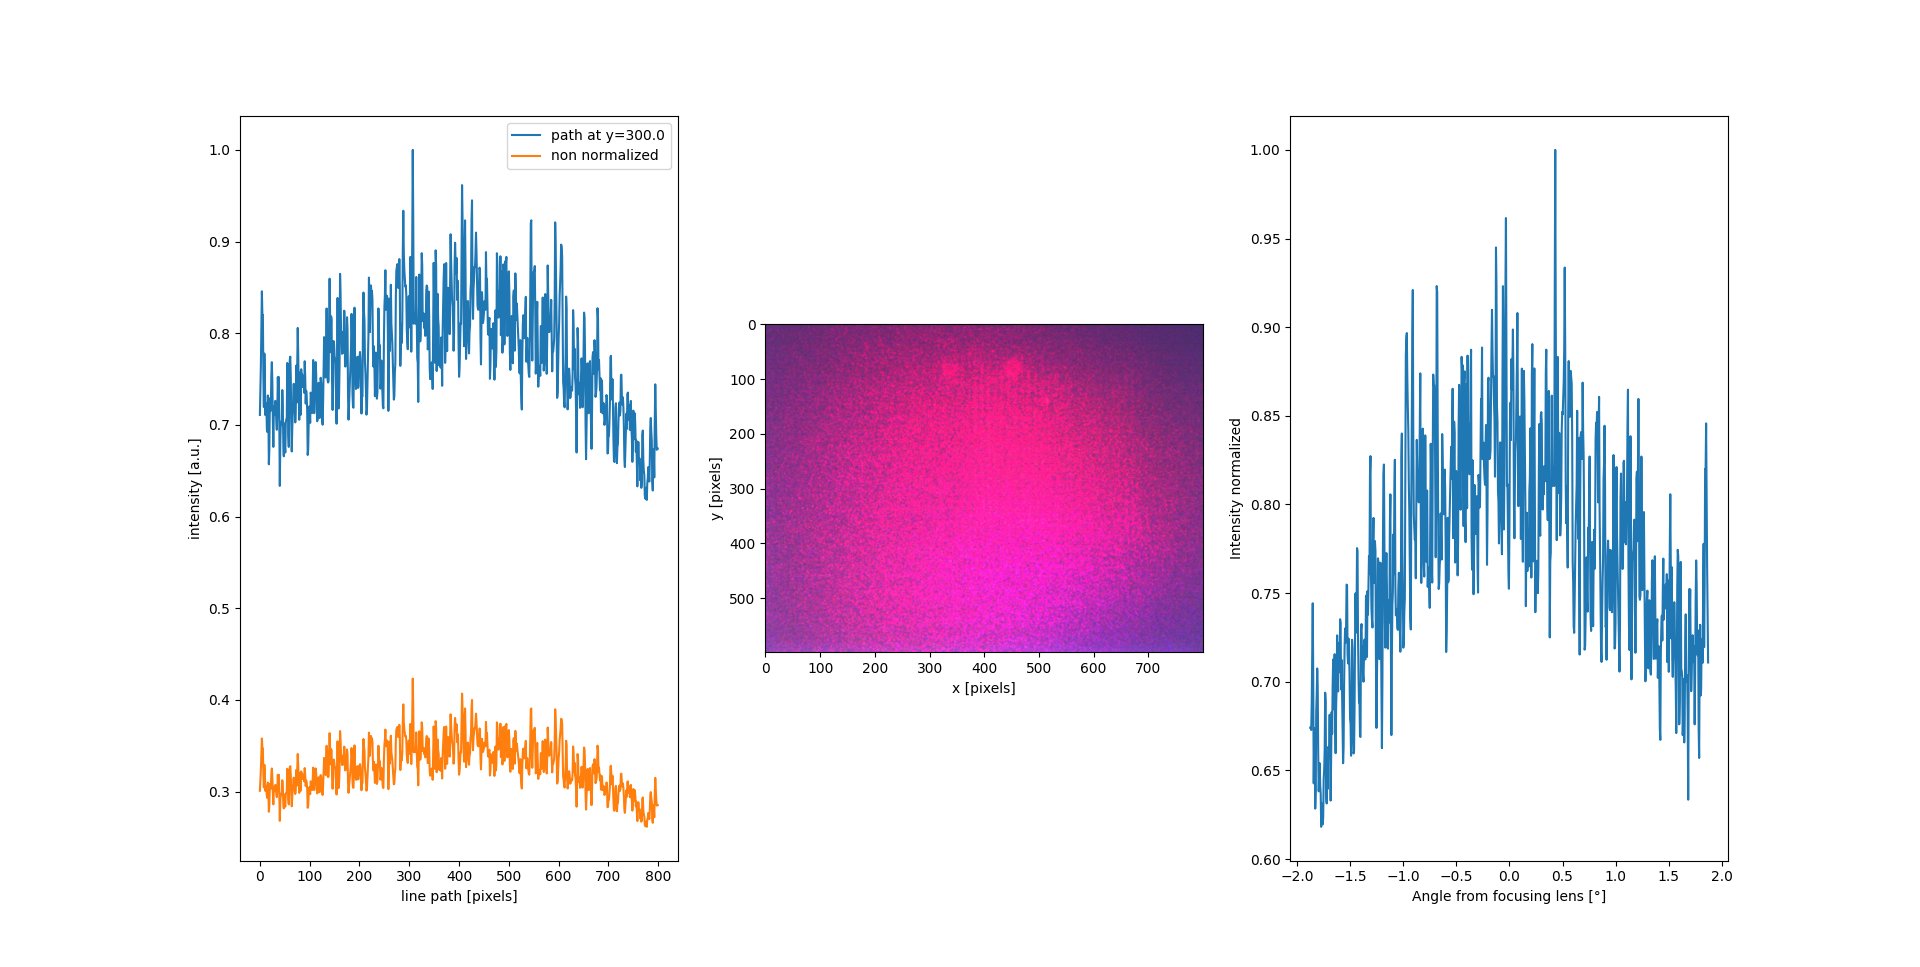 path at y=300.0
non normalized
1.0
0.9
0.8
0.7
0.6
0.5
0.4
0.3
intensity [a.u.]
0 100 200 300 400 500 600 700 800
line path [pixels]
0
100
200
300
400
500
y [pixels]
0 100 200 300 400 500 600 700
x [pixels]
1.00
0.95
0.90
0.85
0.80
0.75
0.70
0.65
0.60
Intensity normalized
−2.0 −1.5 −1.0 −0.5 0.0 0.5 1.0 1.5 2.0
Angle from focusing lens [°]